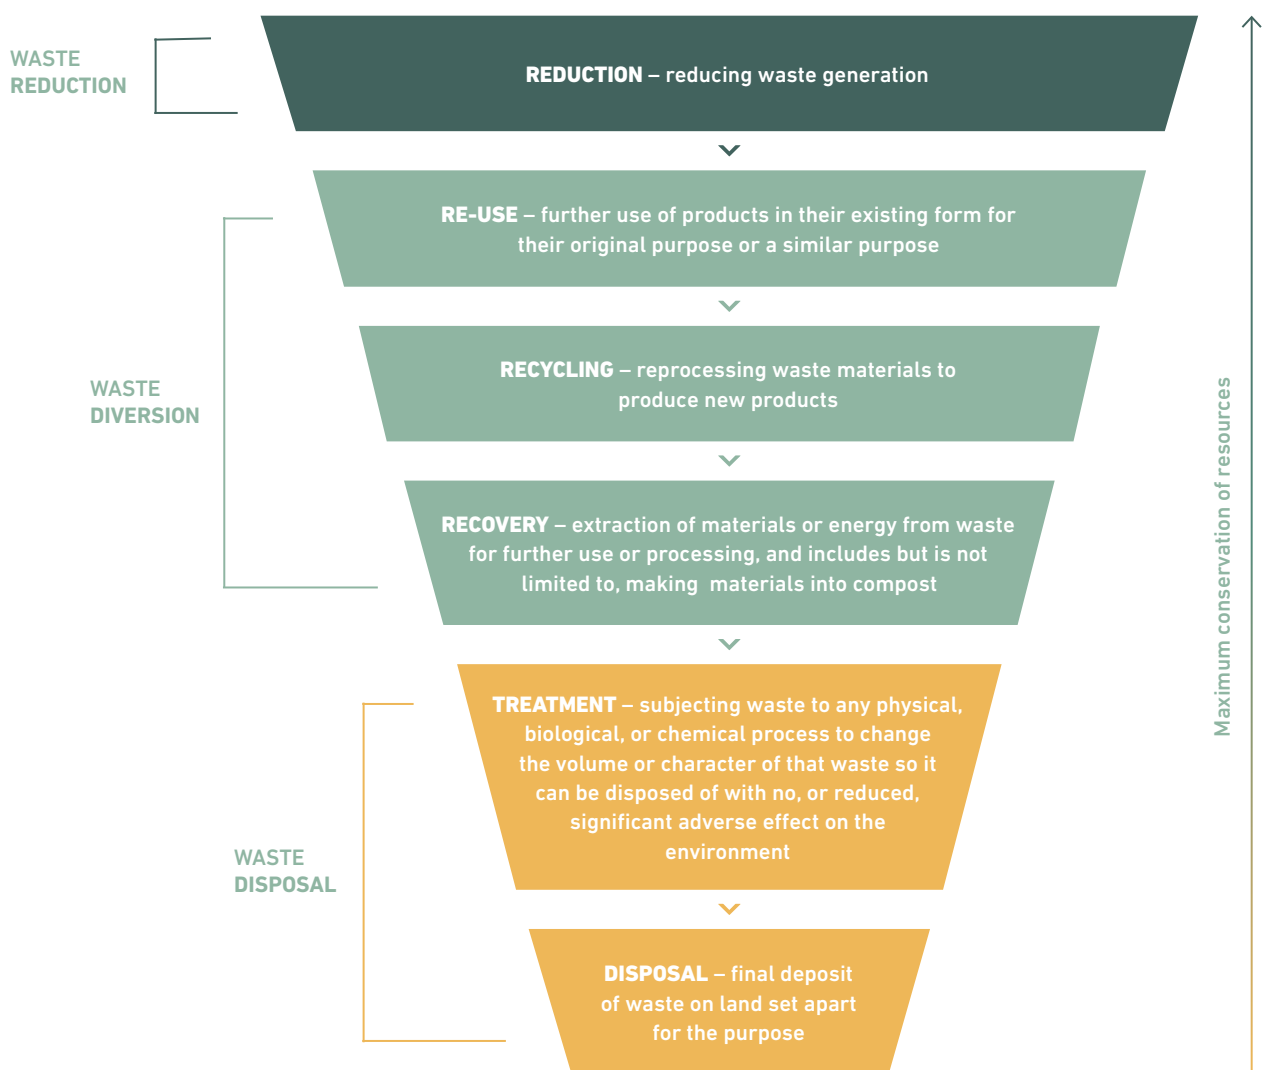 WASTE
REDUCTION
REDUCTION – reducing waste generation
RE-USE – further use of products in their existing form for
their original purpose or a similar purpose
WASTE
DIVERSION
RECYCLING – reprocessing waste materials to
produce new products
RECOVERY – extraction of materials or energy from waste
for further use or processing, and includes but is not
limited to, making  materials into compost
WASTE
DISPOSAL
TREATMENT – subjecting waste to any physical,
biological, or chemical process to change
the volume or character of that waste so it
can be disposed of with no, or reduced,
significant adverse effect on the
environment
DISPOSAL – final deposit
of waste on land set apart
for the purpose
Maximum conservation of resources